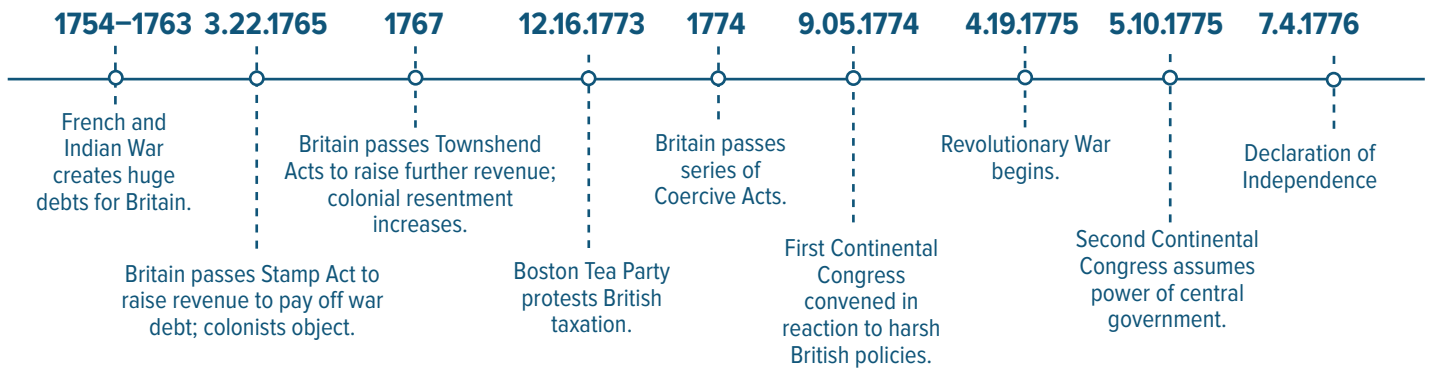 1754–1763 3.22.1765 1767 12.16.1773 1774 9.05.1774 4.19.1775 5.10.1775 7.4.1776
French and
Indian War
creates huge
debts for Britain.
Britain passes Stamp Act to
raise revenue to pay off war
debt; colonists object.
Britain passes Townshend
Acts to raise further revenue;
colonial resentment
increases.
Boston Tea Party
protests British
taxation.
Britain passes
series of
Coercive Acts.
First Continental
Congress
convened in
reaction to harsh
British policies.
Revolutionary War
begins.
Second Continental
Congress assumes
power of central
government.
Declaration of
Independence